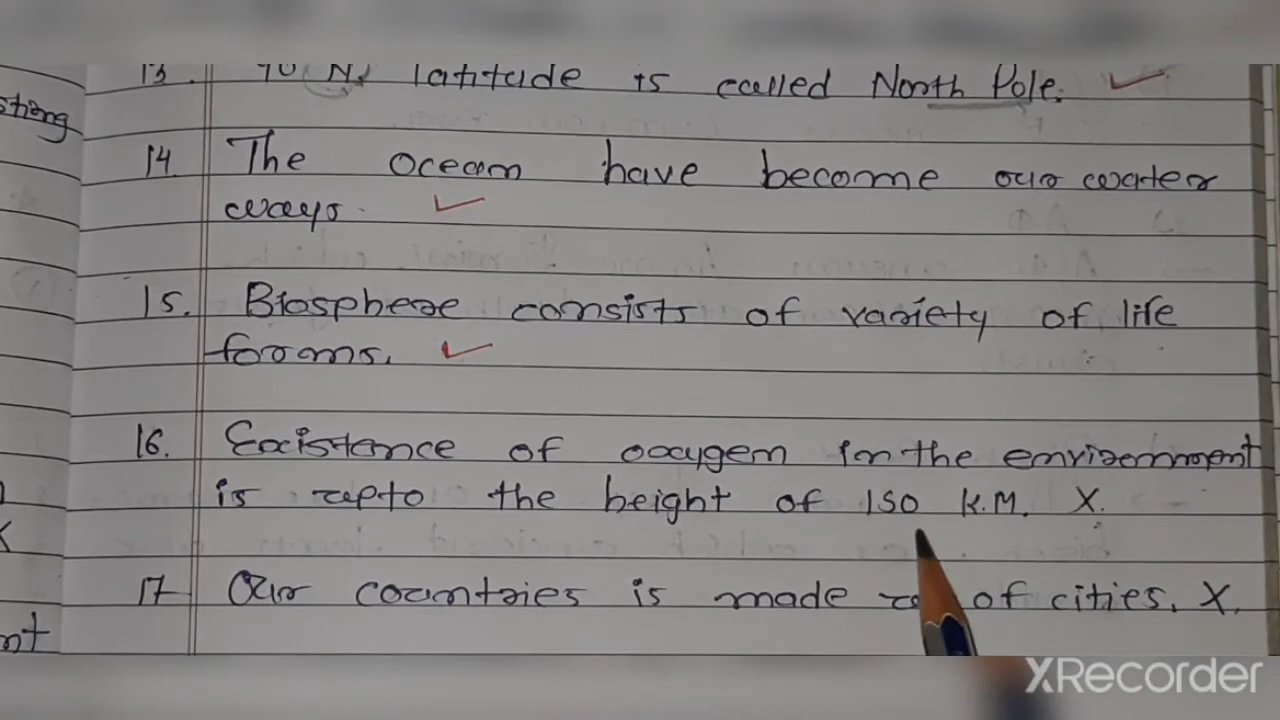 sting
13. 90 N. latitude is called North Pole. ✓
14. The ocean have become our water
ways. ✓
15. Biosphere consists of variety of life
forms. ✓
16. Existence of oxygen in the environment
is upto the height of 150 K.M. X.
17 Our countries is made of cities. X.
nt
XRecorder